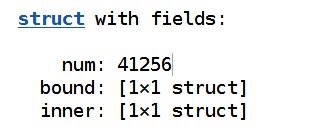 struct with fields:
num: 41256
bound: [1×1 struct]
inner: [1×1 struct]